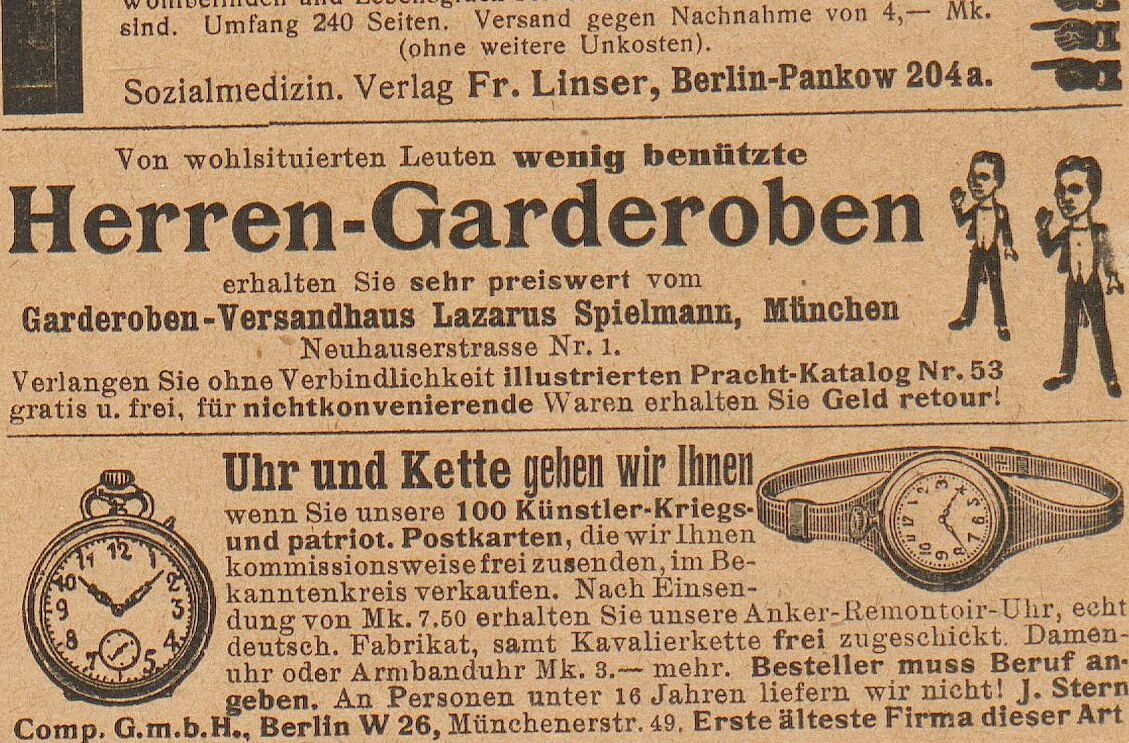 sind. Umfang 240 Seiten. Versand gegen Nachnahme von 4,— Mk.
(ohne weitere Unkosten).
Sozialmedizin. Verlag Fr. Linser, Berlin-Pankow 204a.
Von wohlsituierten Leuten wenig benützte
Herren-Garderoben
erhalten Sie sehr preiswert vom
Garderoben-Versandhaus Lazarus Spielmann, München
Neuhauserstrasse Nr. 1.
Verlangen Sie ohne Verbindlichkeit illustrierten Pracht-Katalog Nr. 53
gratis u. frei, für nichtkonvenierende Waren erhalten Sie Geld retour!
Uhr und Kette geben wir Ihnen
wenn Sie unsere 100 Künstler-Kriegs-
und patriot. Postkarten, die wir Ihnen
kommissionsweise frei zusenden, im Be-
kanntenkreis verkaufen. Nach Einsen-
dung von Mk. 7.50 erhalten Sie unsere Anker-Remontoir-Uhr, echt
deutsch. Fabrikat, samt Kavalierkette frei zugeschickt. Damen-
uhr oder Armbanduhr Mk. 3.— mehr. Besteller muss Beruf an-
geben. An Personen unter 16 Jahren liefern wir nicht! J. Stern
Comp. G.m.b.H., Berlin W 26, Münchenerstr. 49. Erste älteste Firma dieser Art